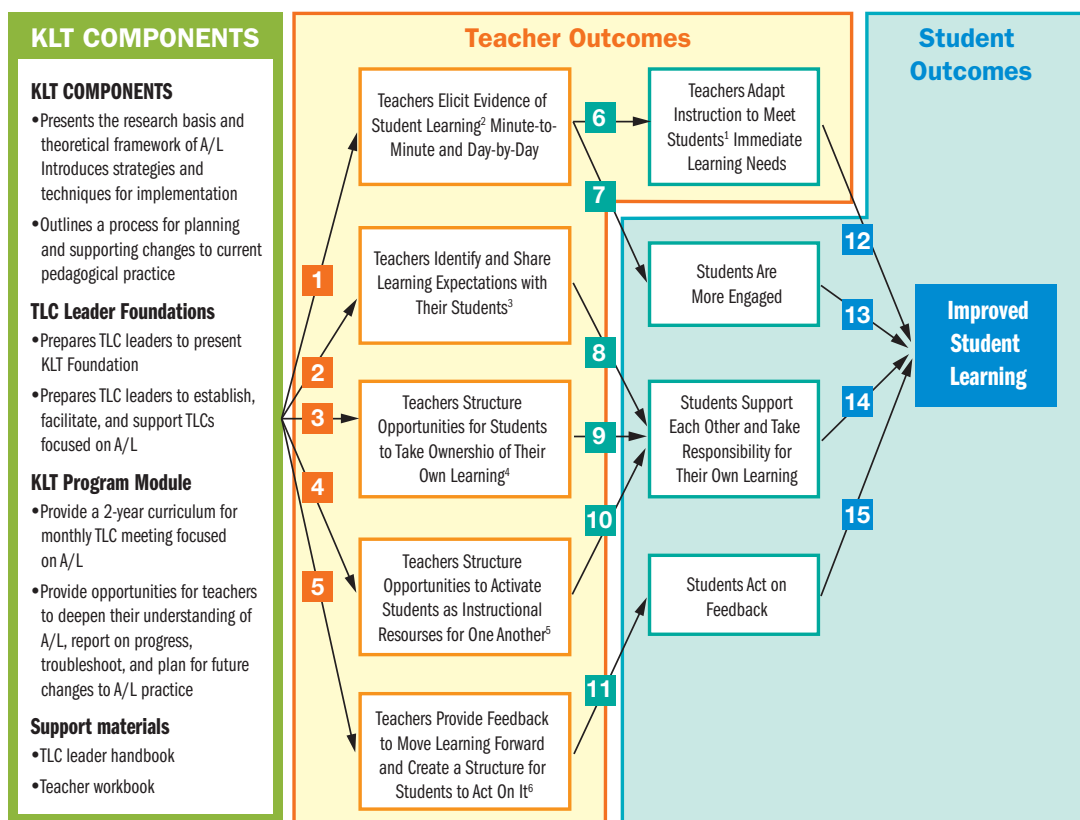 KLT COMPONENTS
KLT COMPONENTS
•Presents the research basis and
theoretical framework of A/L
Introduces strategies and
techniques for implementation
•Outlines a process for planning
and supporting changes to current
pedagogical practice
TLC Leader Foundations
•Prepares TLC leaders to present
KLT Foundation
•Prepares TLC leaders to establish,
facilitate, and support TLCs
focused on A/L
KLT Program Module
•Provide a 2-year curriculum for
monthly TLC meeting focused
on A/L
•Provide opportunities for teachers
to deepen their understanding of
A/L, report on progress,
troubleshoot, and plan for future
changes to A/L practice
Support materials
•TLC leader handbook
•Teacher workbook
1
2
3
4
5
Teacher Outcomes
Teachers Elicit Evidence of
Student Learning² Minute-to-
Minute and Day-by-Day
Teachers Identify and Share
Learning Expectations with
Their Students³
Teachers Structure
Opportunities for Students
to Take Ownershio of Their
Own Learning⁴
Teachers Structure
Opportunities to Activate
Students as Instructional
Resourses for One Another⁵
Teachers Provide Feedback
to Move Learning Forward
and Create a Structure for
Students to Act On It⁶
6
7
8
9
10
11
Teachers Adapt
Instruction to Meet
Students¹ Immediate
Learning Needs
Student
Outcomes
Students Are
More Engaged
Students Support
Each Other and Take
Responsibility for
Their Own Learning
Students Act on
Feedback
12
13
14
15
Improved
Student
Learning